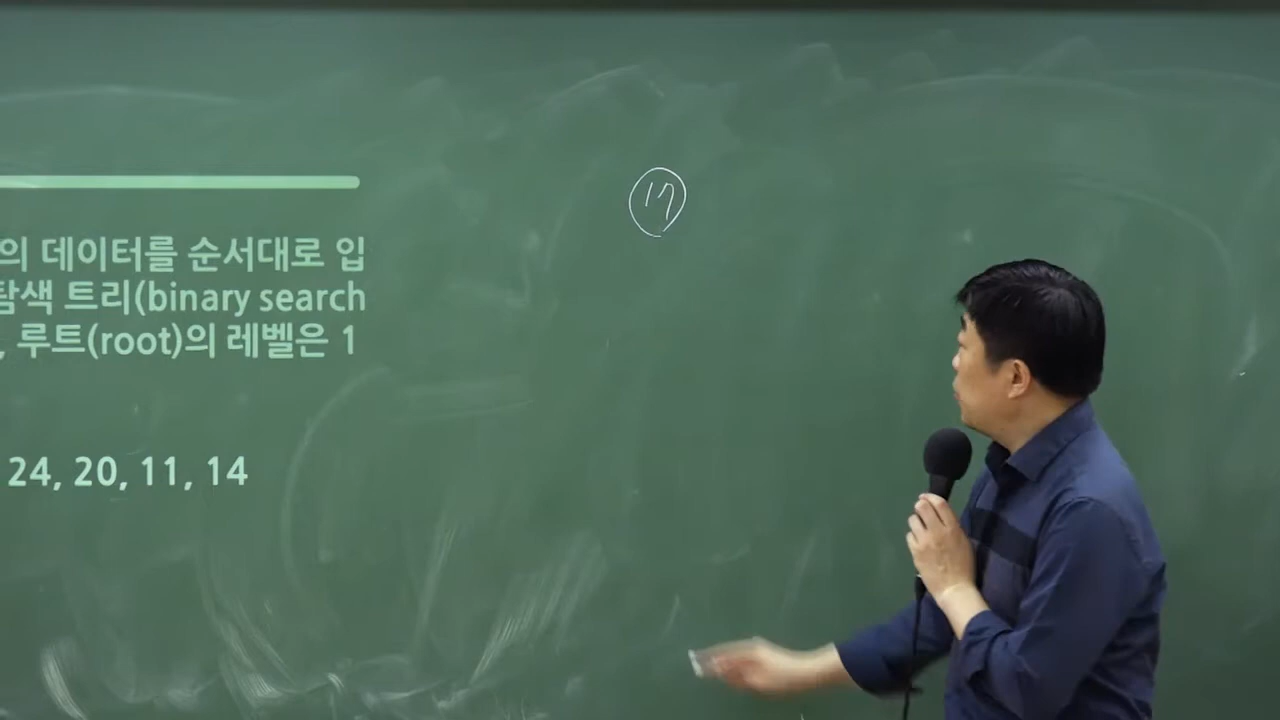 의 데이터를 순서대로 입
탐색 트리(binary search
, 루트(root)의 레벨은 1
24, 20, 11, 14
17